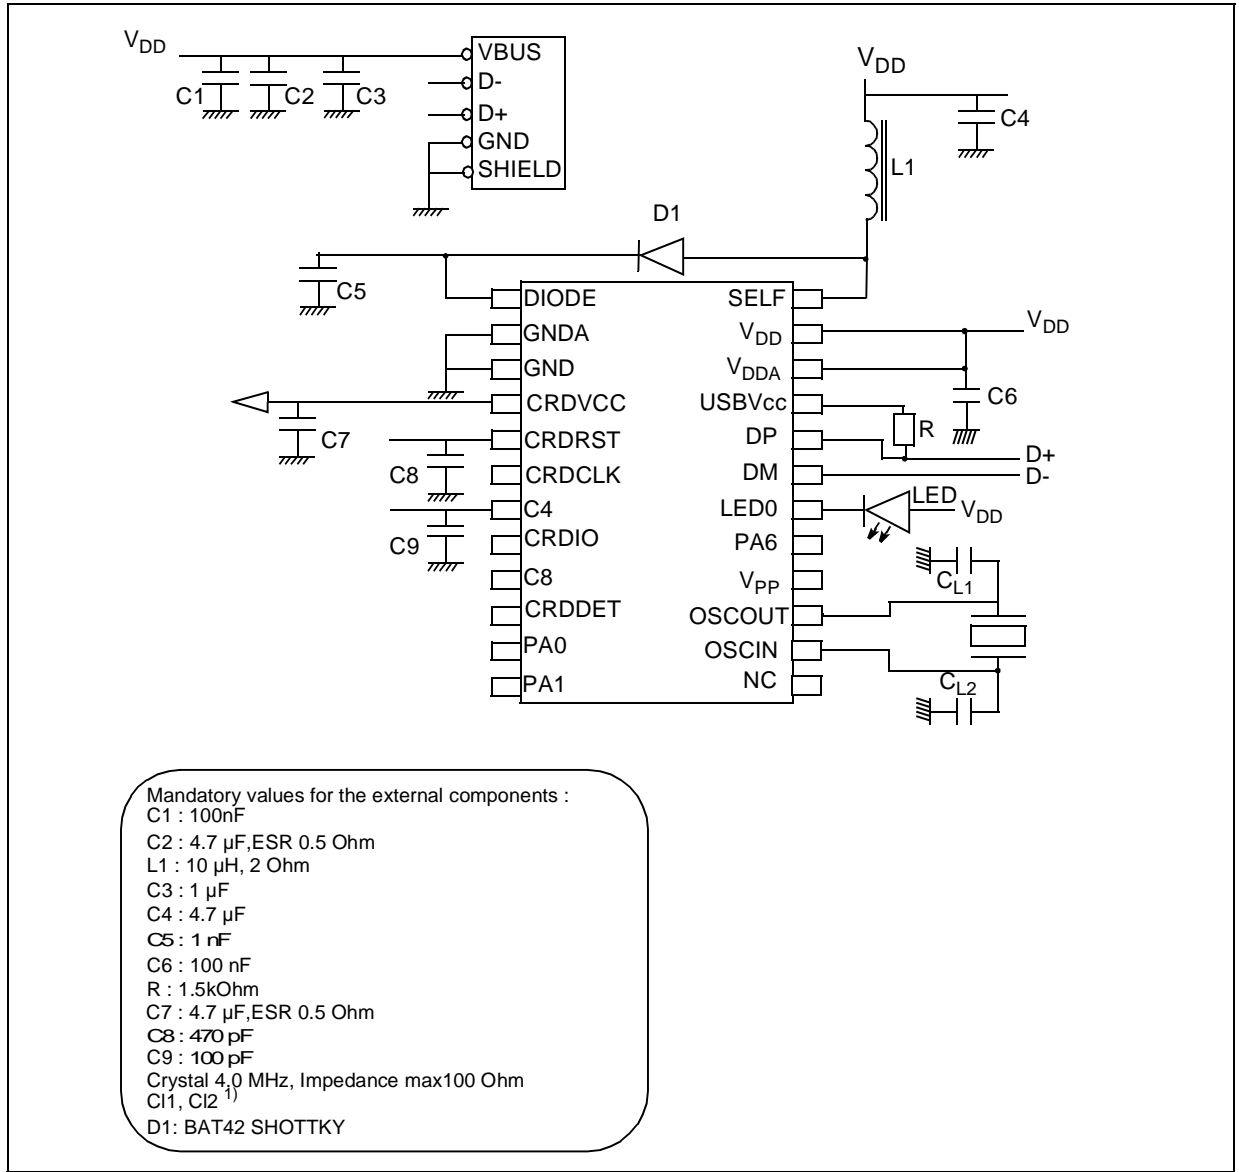 VDD
C1
C2
C3
VBUS
D-
D+
GND
SHIELD
VDD
C4
L1
D1
C5
DIODE
GNDA
GND
CRDVCC
CRDRST
CRDCLK
C4
CRDIO
C8
CRDDET
PA0
PA1
SELF
VDD
VDDA
USBVcc
DP
DM
LED0
PA6
VPP
OSCOUT
OSCIN
NC
C7
C8
C9
VDD
C6
R
D+
D-
LED
VDD
CL1
CL2
Mandatory values for the external components :
C1 : 100nF
C2 : 4.7 µF,ESR 0.5 Ohm
L1 : 10 µH, 2 Ohm
C3 : 1 µF
C4 : 4.7 µF
C5 : 1 nF
C6 : 100 nF
R : 1.5kOhm
C7 : 4.7 µF,ESR 0.5 Ohm
C8 : 470 pF
C9 : 100 pF
Crystal 4.0 MHz, Impedance max100 Ohm
Cl1, Cl2 1)
D1: BAT42 SHOTTKY